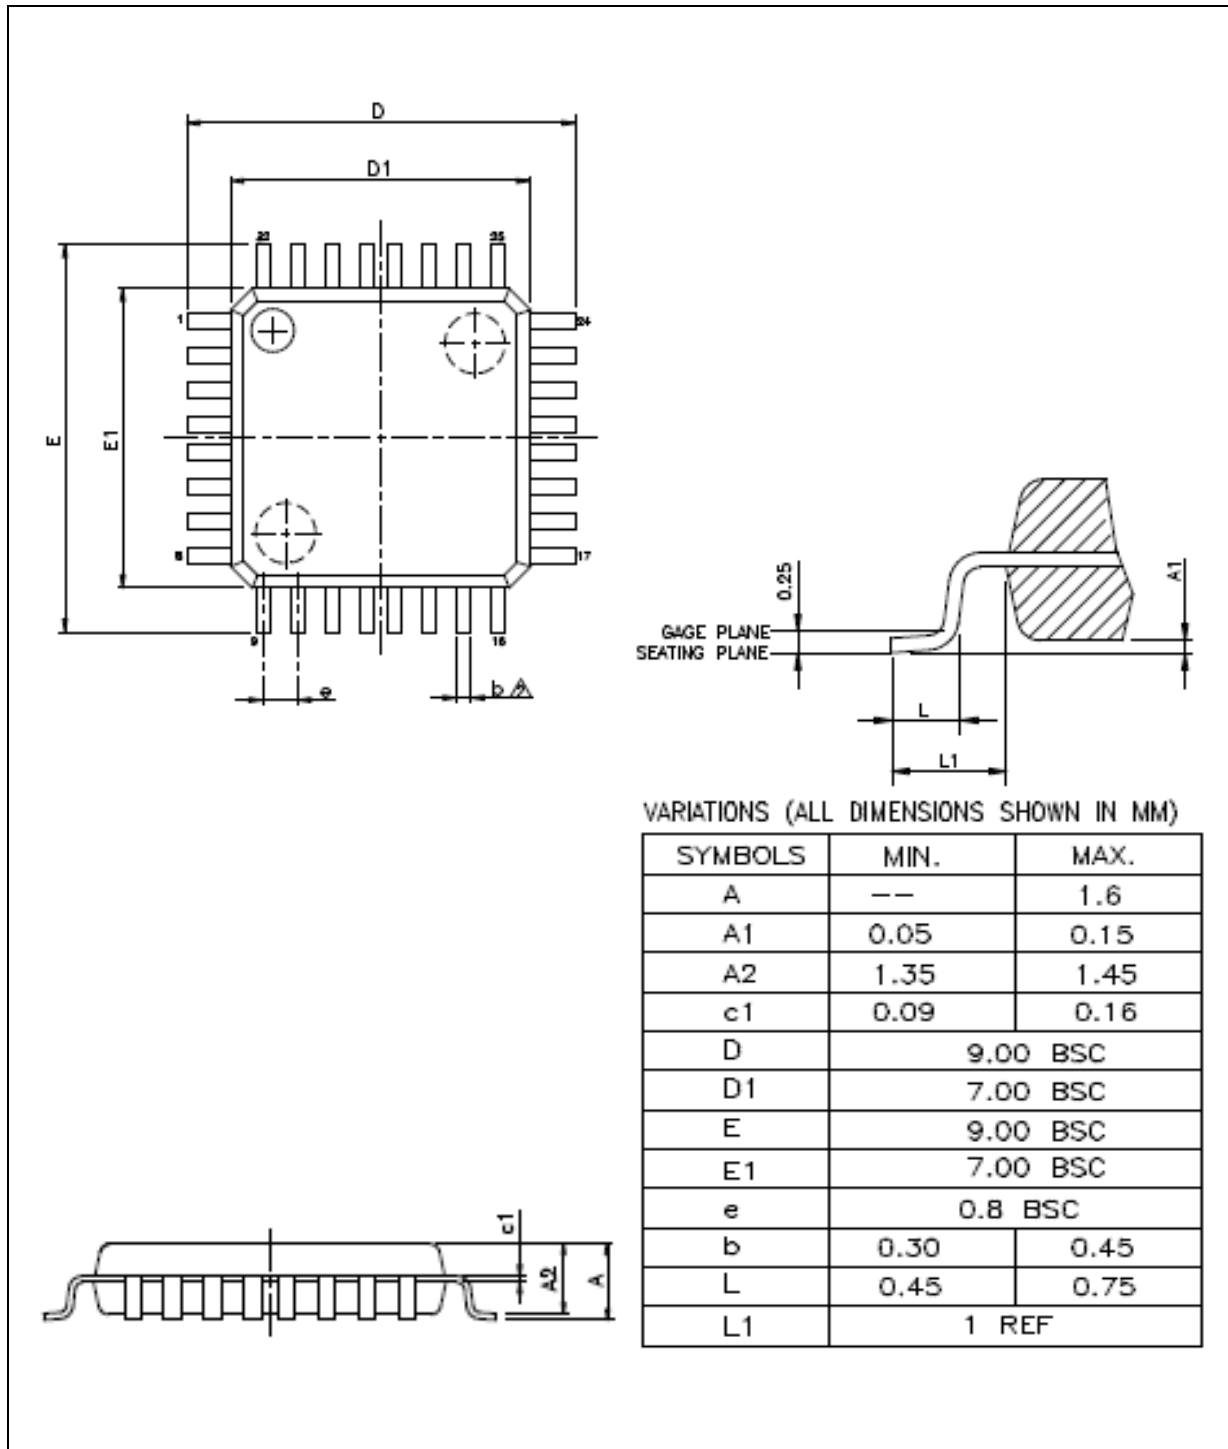 D
D1
32
25
1
24
E
E1
8
17
9
16
e
b
0.25
A1
GAGE PLANE
SEATING PLANE
L
L1
VARIATIONS (ALL DIMENSIONS SHOWN IN MM)
SYMBOLS MIN. MAX.
A -- 1.6
A1 0.05 0.15
A2 1.35 1.45
c1 0.09 0.16
D 9.00 BSC
D1 7.00 BSC
E 9.00 BSC
E1 7.00 BSC
e 0.8 BSC
b 0.30 0.45
L 0.45 0.75
L1 1 REF
c1
A2
A